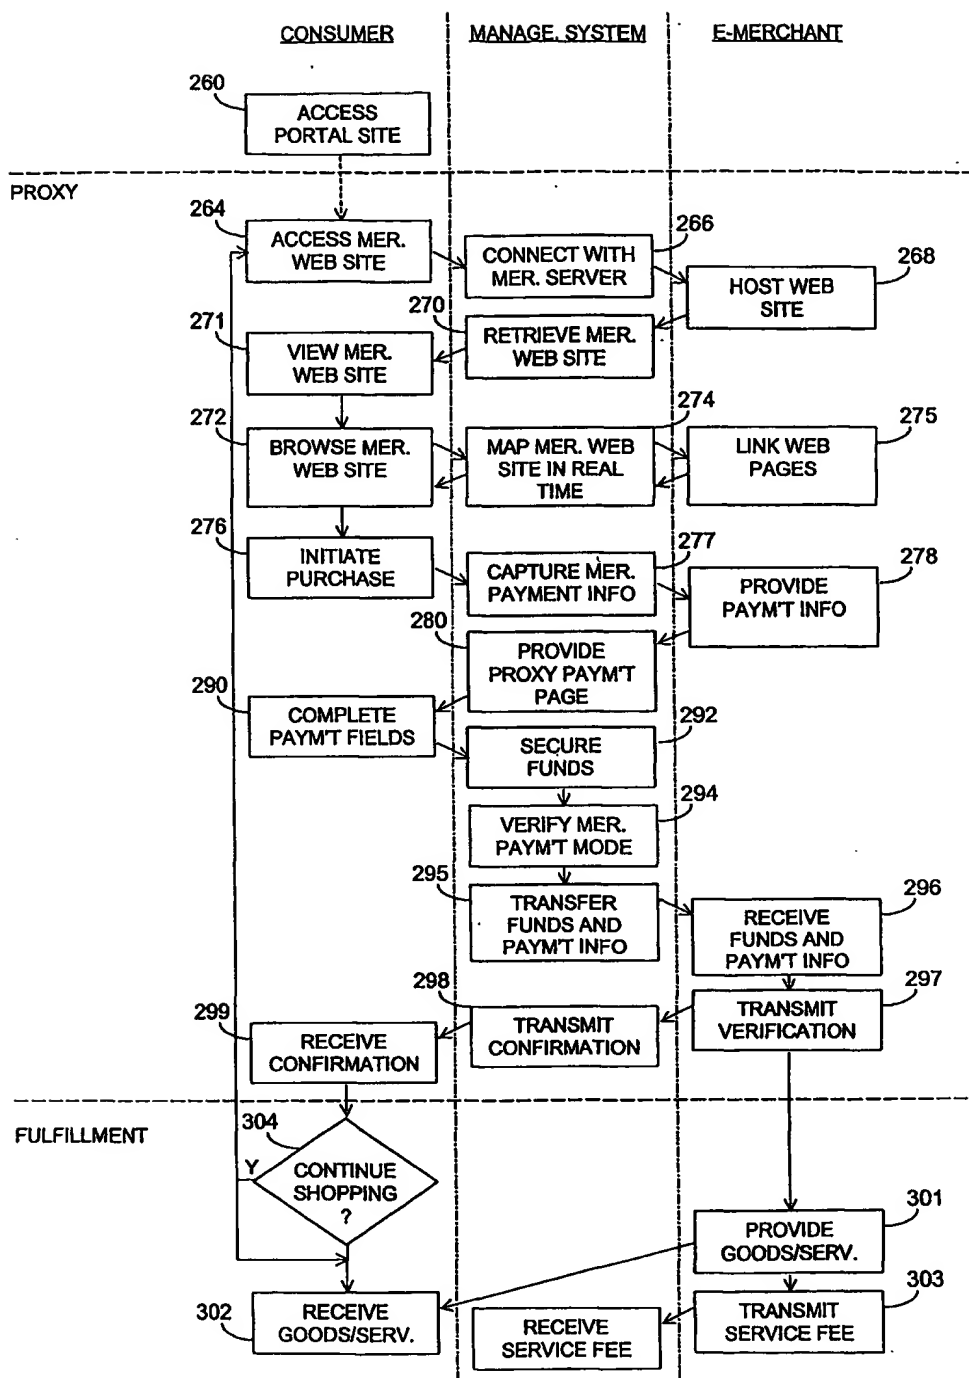 CONSUMER
MANAGE. SYSTEM
E-MERCHANT
260
ACCESS
PORTAL SITE
PROXY
264
ACCESS MER.
WEB SITE
266
CONNECT WITH
MER. SERVER
268
HOST WEB
SITE
270
RETRIEVE MER.
WEB SITE
271
VIEW MER.
WEB SITE
272
BROWSE MER.
WEB SITE
274
MAP MER. WEB
SITE IN REAL
TIME
275
LINK WEB
PAGES
276
INITIATE
PURCHASE
277
CAPTURE MER.
PAYMENT INFO
278
PROVIDE
PAYM'T INFO
280
PROVIDE
PROXY PAYM'T
PAGE
290
COMPLETE
PAYM'T FIELDS
292
SECURE
FUNDS
294
VERIFY MER.
PAYM'T MODE
295
TRANSFER
FUNDS AND
PAYM'T INFO
296
RECEIVE
FUNDS AND
PAYM'T INFO
297
TRANSMIT
VERIFICATION
298
TRANSMIT
CONFIRMATION
299
RECEIVE
CONFIRMATION
FULFILLMENT
304
Y
CONTINUE
SHOPPING
?
301
PROVIDE
GOODS/SERV.
302
RECEIVE
GOODS/SERV.
303
TRANSMIT
SERVICE FEE
RECEIVE
SERVICE FEE